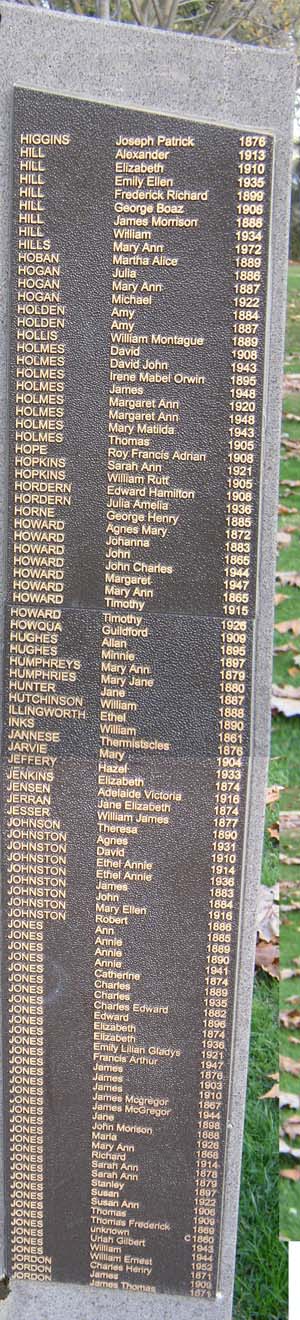 HIGGINS Joseph Patrick 1876
HILL Alexander 1913
HILL Elizabeth 1910
HILL Emily Ellen 1935
HILL Frederick Richard 1899
HILL George Boaz 1906
HILL James Morrison 1888
HILL William 1934
HILLS Mary Ann 1972
HOBAN Martha Alice 1889
HOGAN Julia 1886
HOGAN Mary Ann 1887
HOGAN Michael 1922
HOLDEN Amy 1884
HOLDEN Amy 1887
HOLLIS William Montague 1889
HOLMES David 1908
HOLMES David John 1943
HOLMES Irene Mabel Orwin 1895
HOLMES James 1948
HOLMES Margaret Ann 1920
HOLMES Margaret Ann 1948
HOLMES Mary Matilda 1943
HOLMES Thomas 1905
HOPE Roy Francis Adrian 1908
HOPKINS Sarah Ann 1921
HOPKINS William Rutt 1905
HORDERN Edward Hamilton 1908
HORDERN Julia Amelia 1936
HORNE George Henry 1885
HOWARD Agnes Mary 1872
HOWARD Johanna 1883
HOWARD John 1865
HOWARD John Charles 1944
HOWARD Margaret 1947
HOWARD Mary Ann 1865
HOWARD Timothy 1915
HOWARD Timothy 1926
HOWQUA Guildford 1909
HUGHES Allan 1895
HUGHES Minnie 1897
HUMPHREYS Mary Ann
HUMPHRIES Mary Jane 1880
HUNTER Jane 1887
HUTCHINSON William 1888
ILLINGWORTH Ethel 1890
INKS William 1861
JANNESE Thermistscles 1876
JARVIE Mary 1904
JEFFERY Hazel 1933
JENKINS Elizabeth 1874
JENSEN Adelaide Victoria 1916
JERRAN Jane Elizabeth 1874
JESSER William James 1877
JOHNSON Theresa 1890
JOHNSTON Agnes 1931
JOHNSTON David 1910
JOHNSTON Ethel Annie 1914
JOHNSTON Ethel Annie 1936
JOHNSTON James 1863
JOHNSTON John 1884
JOHNSTON Mary Ellen 1916
JOHNSTON Robert 1886
JONES Ann 1885
JONES Annie 1889
JONES Annie 1890
JONES Annie 1941
JONES Catherine 1874
JONES Charles 1889
JONES Charles 1935
JONES Charles Edward 1882
JONES Edward 1896
JONES Elizabeth 1874
JONES Elizabeth 1936
JONES Emily Lilian Gladys 1921
JONES Francis Arthur 1947
JONES James 1876
JONES James 1903
JONES James 1910
JONES James Mcgregor 1867
JONES James McGregor 1944
JONES Jane 1898
JONES John Morison 1888
JONES Maria 1926
JONES Mary Ann 1868
JONES Richard 1914
JONES Sarah Ann 1878
JONES Sarah Ann 1879
JONES Stanley 1897
JONES Susan 1922
JONES Susan Ann 1906
JONES Thomas 1909
JONES Thomas Frederick 1889
JONES unknown c1860
JONES Uriah Gilbert 1943
JONES William 1944
JONES William Ernest 1952
JORDON Charles Henry 1871
JORDON James 1909
JORDON James Thomas 1871